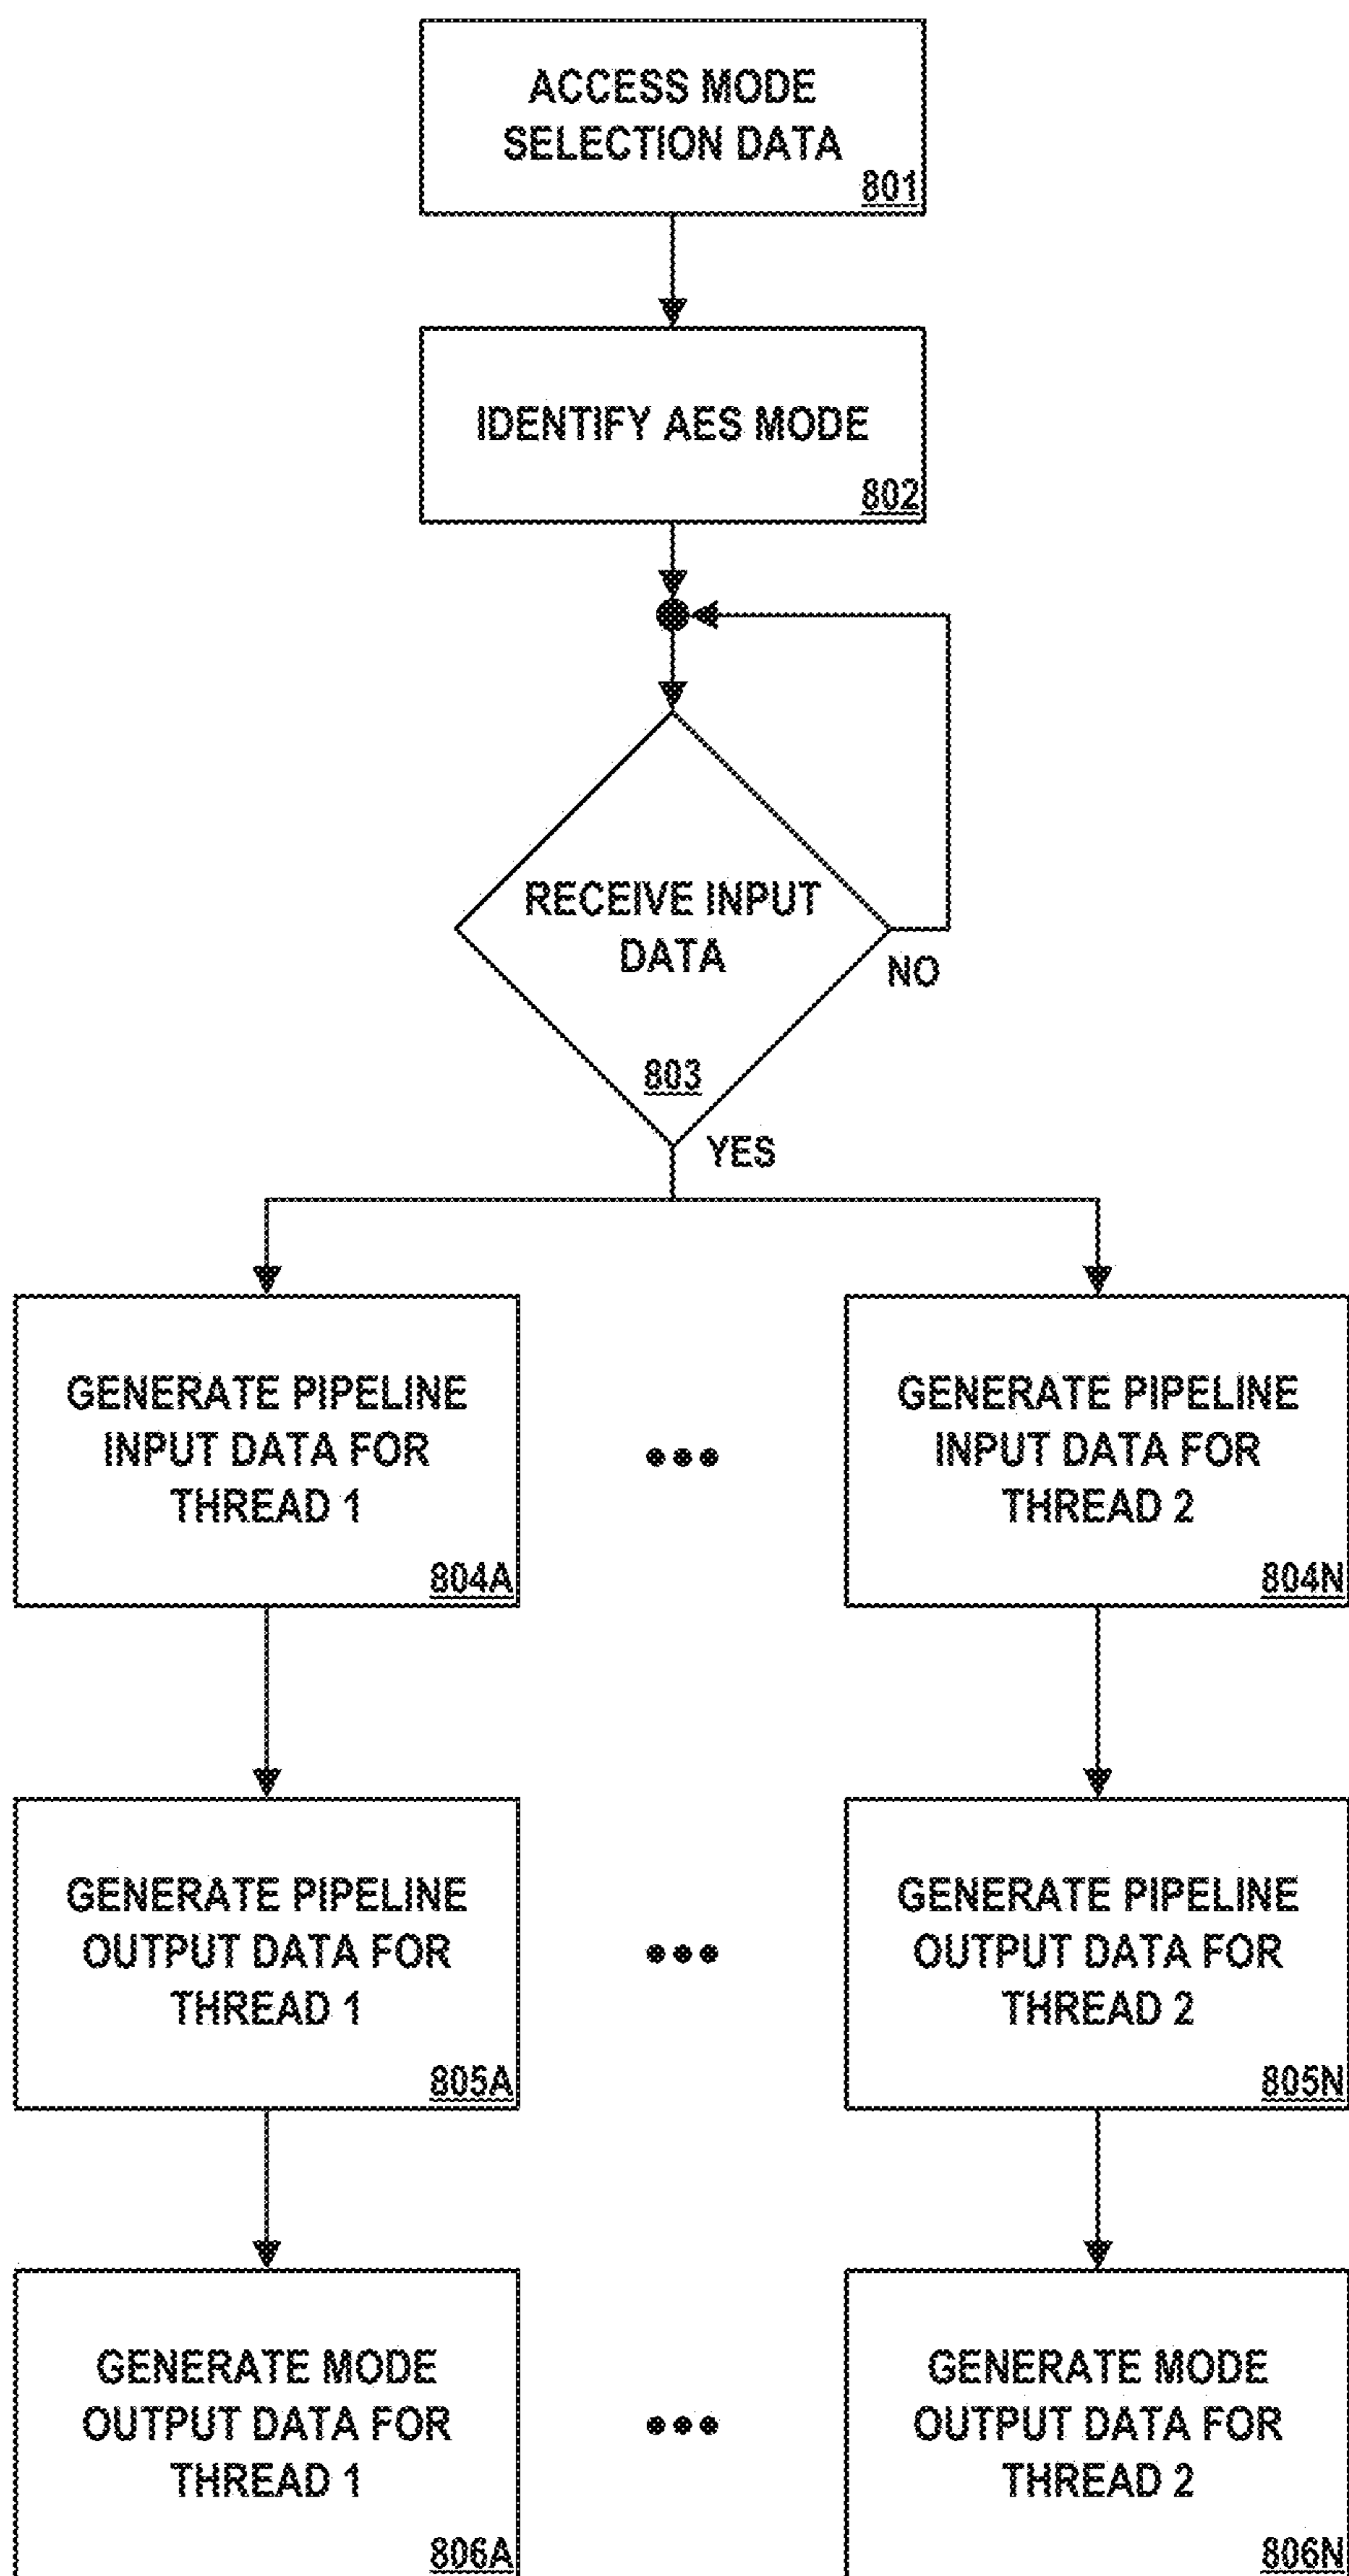 ACCESS MODE
SELECTION DATA
801
IDENTIFY AES MODE
802
RECEIVE INPUT
DATA
NO
803
YES
GENERATE PIPELINE
INPUT DATA FOR
THREAD 1
804A
GENERATE PIPELINE
INPUT DATA FOR
THREAD 2
804N
GENERATE PIPELINE
OUTPUT DATA FOR
THREAD 1
805A
GENERATE PIPELINE
OUTPUT DATA FOR
THREAD 2
805N
GENERATE MODE
OUTPUT DATA FOR
THREAD 1
806A
GENERATE MODE
OUTPUT DATA FOR
THREAD 2
806N